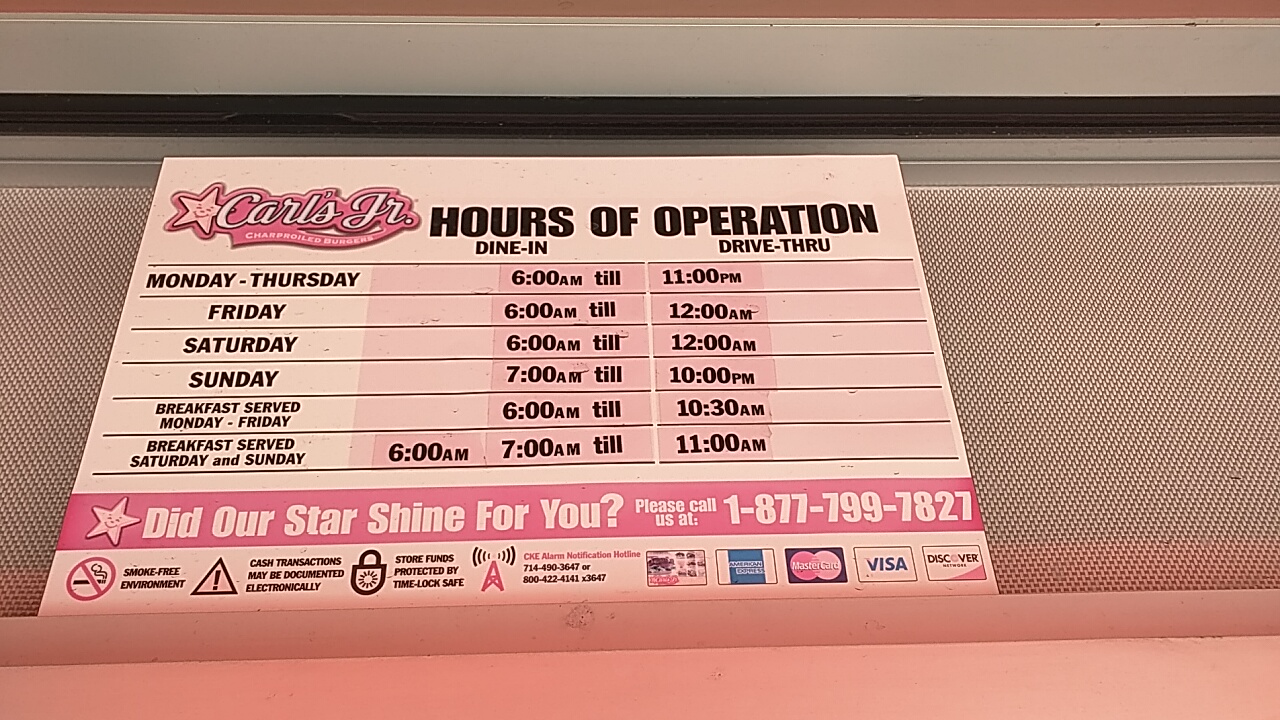 Carl's Jr.
CHARBROILED BURGERS
HOURS OF OPERATION
DINE-IN DRIVE-THRU
MONDAY - THURSDAY 6:00AM till 11:00PM
FRIDAY 6:00AM till 12:00AM
SATURDAY 6:00AM till 12:00AM
SUNDAY 7:00AM till 10:00PM
BREAKFAST SERVED
MONDAY - FRIDAY 6:00AM till 10:30AM
BREAKFAST SERVED
SATURDAY and SUNDAY 6:00AM 7:00AM till 11:00AM
Did Our Star Shine For You? Please call
us at: 1-877-799-7827
SMOKE-FREE
ENVIRONMENT
CASH TRANSACTIONS
MAY BE DOCUMENTED
ELECTRONICALLY
STORE FUNDS
PROTECTED BY
TIME-LOCK SAFE
CKE Alarm Notification Hotline
714-490-3647 or
800-422-4141 x3647
AMERICAN
EXPRESS
MasterCard
VISA
DISCOVER
NETWORK